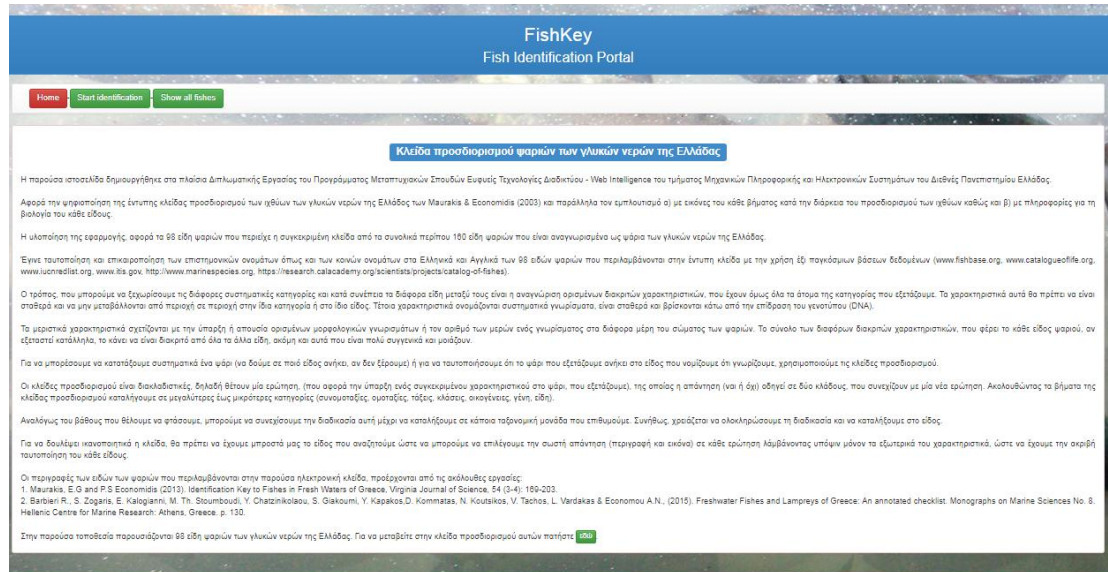 FishKey
Fish Identification Portal
Home Start identification Show all fishes
Κλείδα προσδιορισμού ψαριών των γλυκών νερών της Ελλάδας
Η παρούσα ιστοσελίδα δημιουργήθηκε στα πλαίσια Διπλωματικής Εργασίας του Προγράμματος Μεταπτυχιακών Σπουδών Ευφυείς Τεχνολογίες Διαδικτύου - Web Intelligence του τμήματος Μηχανικών Πληροφορικής και Ηλεκτρονικών Συστημάτων του Διεθνές Πανεπιστημίου Ελλάδας.
Αφορά την ψηφιοποίηση της έντυπης κλείδας προσδιορισμού των ιχθύων των γλυκών νερών της Ελλάδος των Maurakis & Economidis (2003) και παράλληλα τον εμπλουτισμό α) με εικόνες του κάθε βήματος κατά την διάρκεια του προσδιορισμού των ιχθύων καθώς και β) με πληροφορίες για τη
βιολογία του κάθε είδους.
Η υλοποίηση της εφαρμογής, αφορά τα 98 είδη ψαριών που περιείχε η συγκεκριμένη κλείδα από τα συνολικά περίπου 160 είδη ψαριών που είναι αναγνωρισμένα ως ψάρια των γλυκών νερών της Ελλάδας.
Έγινε ταυτοποίηση και επικαιροποίηση των επιστημονικών ονομάτων όπως και των κοινών ονομάτων στα Ελληνικά και Αγγλικά των 98 ειδών ψαριών που περιλαμβάνονται στην έντυπη κλείδα με την χρήση έξι παγκόσμιων βάσεων δεδομένων (www.fishbase.org, www.catalogueoflife.org,
www.iucnredlist.org, www.itis.gov, http://www.marinespecies.org, https://research.calacademy.org/scientists/projects/catalog-of-fishes).
Ο τρόπος, που μπορούμε να ξεχωρίσουμε τις διάφορες συστηματικές κατηγορίες και κατά συνέπεια τα διάφορα είδη μεταξύ τους είναι η αναγνώριση ορισμένων διακριτών χαρακτηριστικών, που έχουν όμως όλα τα άτομα της κατηγορίας που εξετάζουμε. Τα χαρακτηριστικά αυτά θα πρέπει να είναι
σταθερά και να μην μεταβάλλονται από περιοχή σε περιοχή στην ίδια κατηγορία ή στο ίδιο είδος. Τέτοια χαρακτηριστικά ονομάζονται συστηματικά γνωρίσματα, είναι σταθερά και βρίσκονται κάτω από την επίδραση του γενοτύπου (DNA).
Τα μεριστικά χαρακτηριστικά σχετίζονται με την ύπαρξη ή απουσία ορισμένων μορφολογικών γνωρισμάτων ή τον αριθμό των μερών ενός γνωρίσματος στα διάφορα μέρη του σώματος των ψαριών. Το σύνολο των διαφόρων διακριτών χαρακτηριστικών, που φέρει το κάθε είδος ψαριού, αν
εξεταστεί κατάλληλα, το κάνει να είναι διακριτό από όλα τα άλλα είδη, ακόμη και αυτά που είναι πολύ συγγενικά και μοιάζουν.
Για να μπορέσουμε να κατατάξουμε συστηματικά ένα ψάρι (να δούμε σε ποιό είδος ανήκει, αν δεν ξέρουμε) ή για να ταυτοποιήσουμε ότι το ψάρι που εξετάζουμε ανήκει στο είδος που νομίζουμε ότι γνωρίζουμε, χρησιμοποιούμε τις κλείδες προσδιορισμού.
Οι κλείδες προσδιορισμού είναι διακλαδιστικές, δηλαδή θέτουν μία ερώτηση, (που αφορά την ύπαρξη ενός συγκεκριμένου χαρακτηριστικού στο ψάρι, που εξετάζουμε), της οποίας η απάντηση (ναι ή όχι) οδηγεί σε δύο κλάδους, που συνεχίζουν με μία νέα ερώτηση. Ακολουθώντας τα βήματα της
κλείδας προσδιορισμού καταλήγουμε σε μεγαλύτερες έως μικρότερες κατηγορίες (συνομοταξίες, ομοταξίες, τάξεις, κλάσεις, οικογένειες, γένη, είδη).
Αναλόγως του βάθους που θέλουμε να φτάσουμε, μπορούμε να συνεχίσουμε την διαδικασία αυτή μέχρι να καταλήξουμε σε κάποια ταξονομική μονάδα που επιθυμούμε. Συνήθως, χρειάζεται να ολοκληρώσουμε τη διαδικασία και να καταλήξουμε στο είδος.
Για να δουλέψει ικανοποιητικά η κλείδα, θα πρέπει να έχουμε μπροστά μας το είδος που αναζητούμε ώστε να μπορούμε να επιλέγουμε την σωστή απάντηση (περιγραφή και εικόνα) σε κάθε ερώτηση λάμβάνοντας υπόψιν μόνον τα εξωτερικά του χαρακτηριστικά, ώστε να έχουμε την ακριβή
ταυτοποίηση του κάθε είδους.
Οι περιγραφές των ειδών των ψαριών που περιλαμβάνονται στην παρούσα ηλεκτρονική κλείδα, προέρχονται από τις ακόλουθες εργασίες:
1. Maurakis, E.G and P.S Economidis (2013). Identification Key to Fishes in Fresh Waters of Greece, Virginia Journal of Science, 54 (3-4): 169-203.
2. Barbieri R., S. Zogaris, E. Kalogianni, M. Th. Stoumboudi, Y. Chatzinikolaou, S. Giakoumi, Y. Kapakos,D. Kommatas, N. Koutsikos, V. Tachos, L. Vardakas & Economou A.N., (2015). Freshwater Fishes and Lampreys of Greece: An annotated checklist. Monographs on Marine Sciences No. 8.
Hellenic Centre for Marine Research: Athens, Greece, p. 130.
Στην παρούσα τοποθεσία παρουσιάζονται 98 είδη ψαριών των γλυκών νερών της Ελλάδας. Για να μεταβείτε στην κλείδα προσδιορισμού αυτών πατήστε εδώ